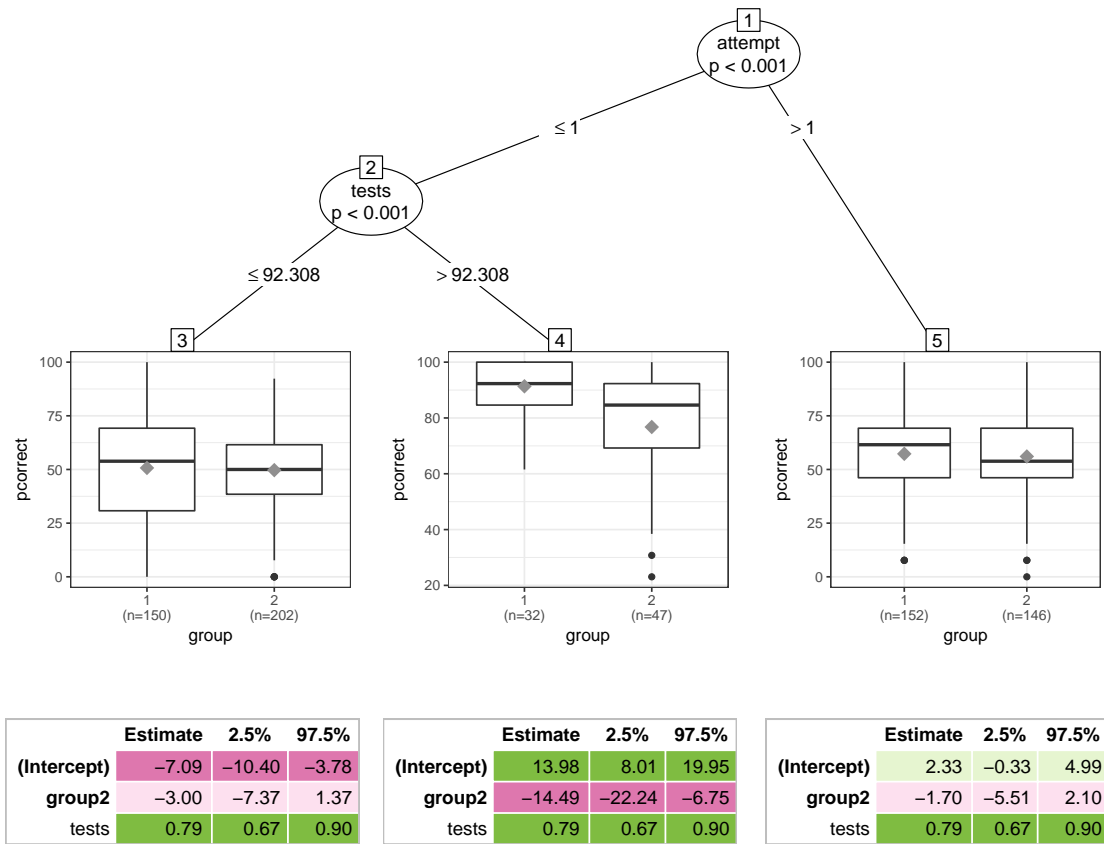 1
attempt
p < 0.001
≤ 1
> 1
2
tests
p < 0.001
≤ 92.308
> 92.308
3
100
75
50
25
0
pcorrect
1
(n=150)
2
(n=202)
group
4
100
80
60
40
20
pcorrect
1
(n=32)
2
(n=47)
group
5
100
75
50
25
0
pcorrect
1
(n=152)
2
(n=146)
group
Estimate 2.5% 97.5%
(Intercept) −7.09 −10.40 −3.78
group2 −3.00 −7.37 1.37
tests 0.79 0.67 0.90
Estimate 2.5% 97.5%
(Intercept) 13.98 8.01 19.95
group2 −14.49 −22.24 −6.75
tests 0.79 0.67 0.90
Estimate 2.5% 97.5%
(Intercept) 2.33 −0.33 4.99
group2 −1.70 −5.51 2.10
tests 0.79 0.67 0.90